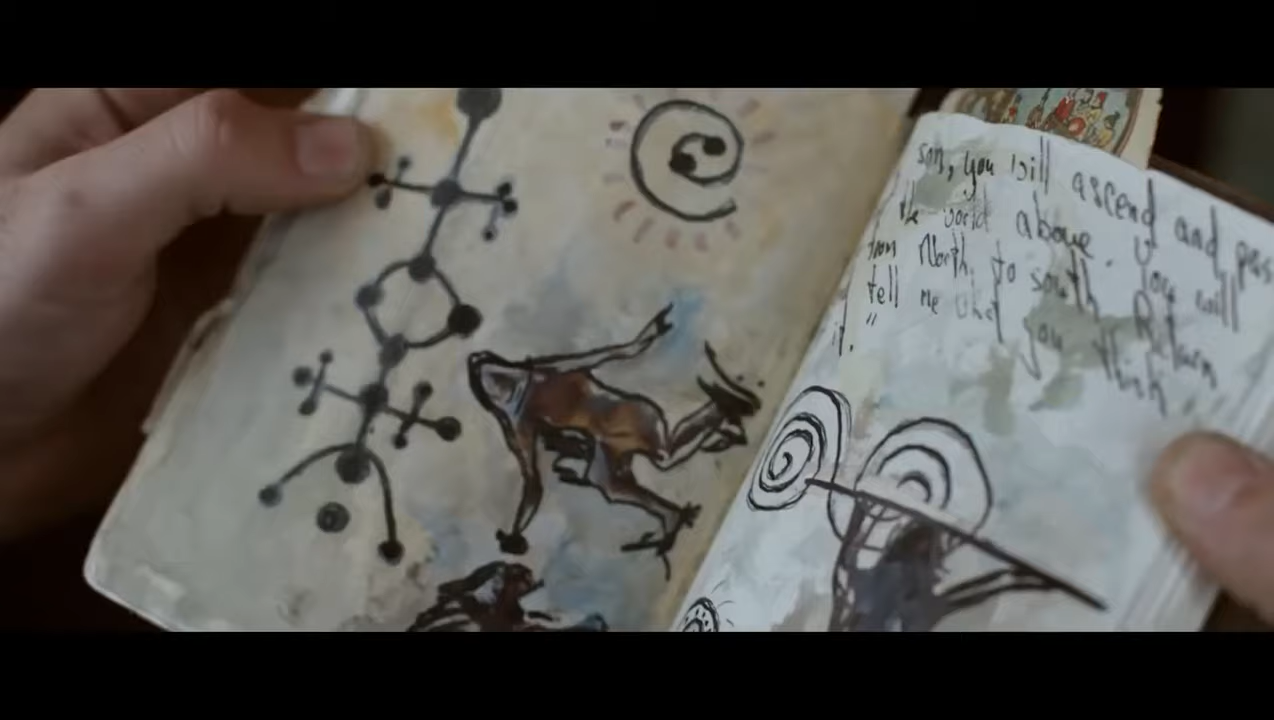 son, you will ascend and pass
the world above. You will
from North to south. Return
tell me what you think
it."